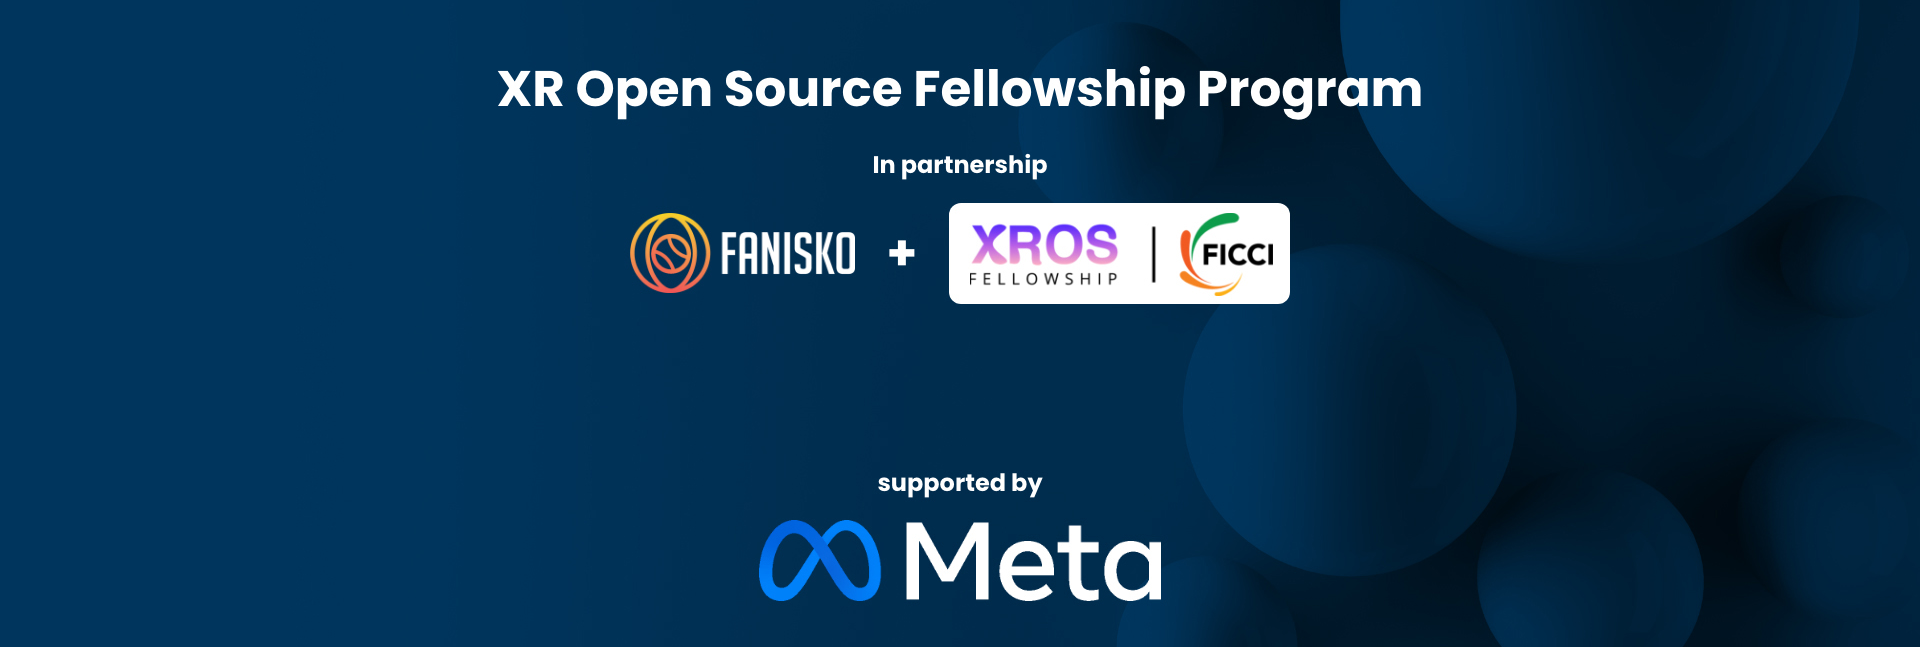 XR Open Source Fellowship Program
In partnership
FANISKO + XROS FELLOWSHIP | FICCI
supported by
Meta